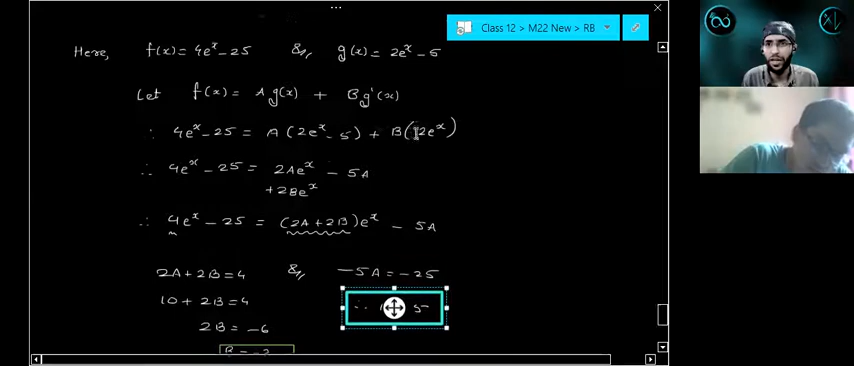 Class 12 > M22 New > RB
Here, f(x) = 4e^x - 25 & g(x) = 2e^x - 5
Let f(x) = A g(x) + B g'(x)
∴ 4e^x - 25 = A (2e^x - 5) + B(2e^x)
∴ 4e^x - 25 = 2Ae^x - 5A
+ 2Be^x
∴ 4e^x - 25 = (2A + 2B)e^x - 5A
2A + 2B = 4 & -5A = -25
10 + 2B = 4 ∴ 5
2B = -6